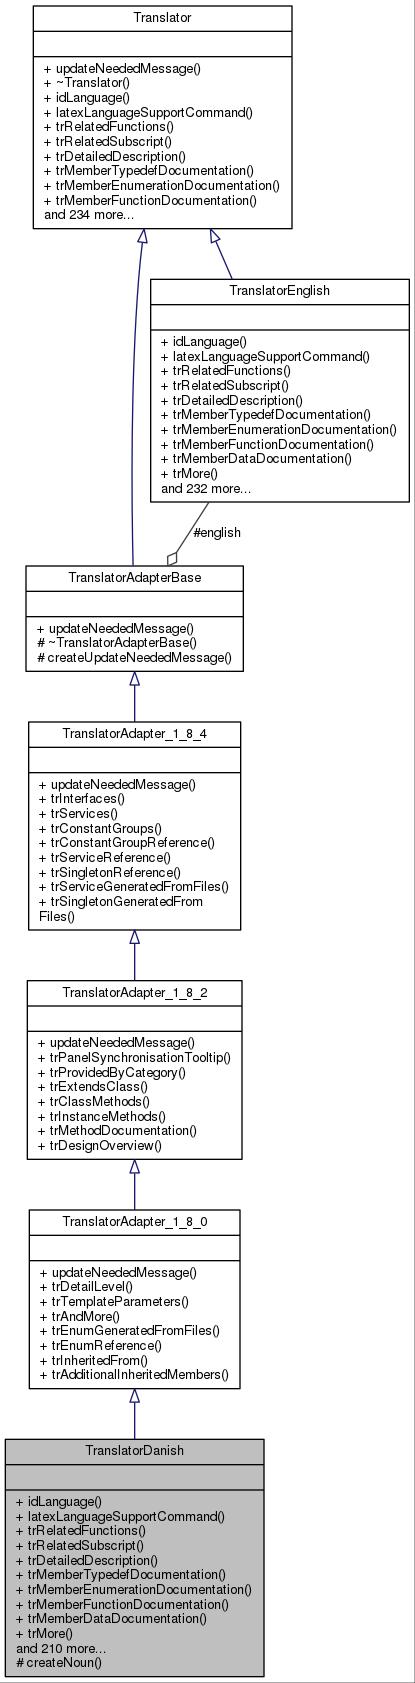 Translator
+ updateNeededMessage()
+ ~Translator()
+ idLanguage()
+ latexLanguageSupportCommand()
+ trRelatedFunctions()
+ trRelatedSubscript()
+ trDetailedDescription()
+ trMemberTypedefDocumentation()
+ trMemberEnumerationDocumentation()
+ trMemberFunctionDocumentation()
and 234 more...
TranslatorEnglish
+ idLanguage()
+ latexLanguageSupportCommand()
+ trRelatedFunctions()
+ trRelatedSubscript()
+ trDetailedDescription()
+ trMemberTypedefDocumentation()
+ trMemberEnumerationDocumentation()
+ trMemberFunctionDocumentation()
+ trMemberDataDocumentation()
+ trMore()
and 232 more...
#english
TranslatorAdapterBase
+ updateNeededMessage()
# ~TranslatorAdapterBase()
# createUpdateNeededMessage()
TranslatorAdapter_1_8_4
+ updateNeededMessage()
+ trInterfaces()
+ trServices()
+ trConstantGroups()
+ trConstantGroupReference()
+ trServiceReference()
+ trSingletonReference()
+ trServiceGeneratedFromFiles()
+ trSingletonGeneratedFrom
Files()
TranslatorAdapter_1_8_2
+ updateNeededMessage()
+ trPanelSynchronisationTooltip()
+ trProvidedByCategory()
+ trExtendsClass()
+ trClassMethods()
+ trInstanceMethods()
+ trMethodDocumentation()
+ trDesignOverview()
TranslatorAdapter_1_8_0
+ updateNeededMessage()
+ trDetailLevel()
+ trTemplateParameters()
+ trAndMore()
+ trEnumGeneratedFromFiles()
+ trEnumReference()
+ trInheritedFrom()
+ trAdditionalInheritedMembers()
TranslatorDanish
+ idLanguage()
+ latexLanguageSupportCommand()
+ trRelatedFunctions()
+ trRelatedSubscript()
+ trDetailedDescription()
+ trMemberTypedefDocumentation()
+ trMemberEnumerationDocumentation()
+ trMemberFunctionDocumentation()
+ trMemberDataDocumentation()
+ trMore()
and 210 more...
# createNoun()